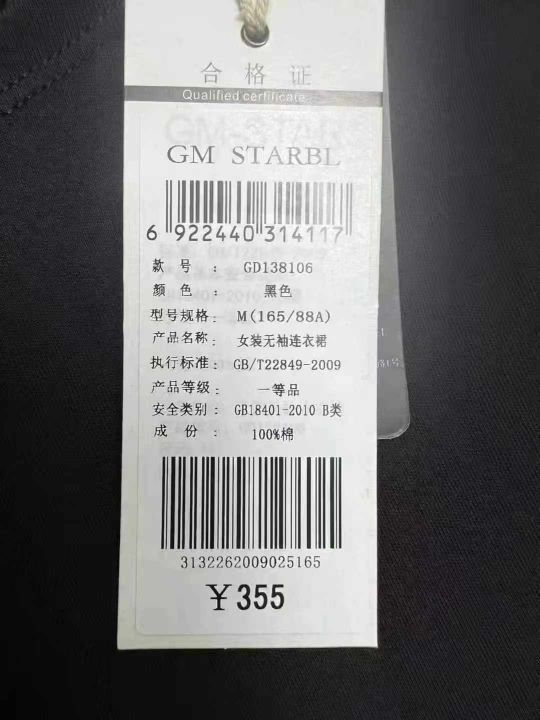 合格证
Qualified certificate
GM STARBL
6 922440 314117
款号: GD138106
颜色: 黑色
型号规格: M(165/88A)
产品名称: 女装无袖连衣裙
执行标准: GB/T22849-2009
产品等级: 一等品
安全类别: GB18401-2010 B类
成份: 100%棉
3132262009025165
￥355